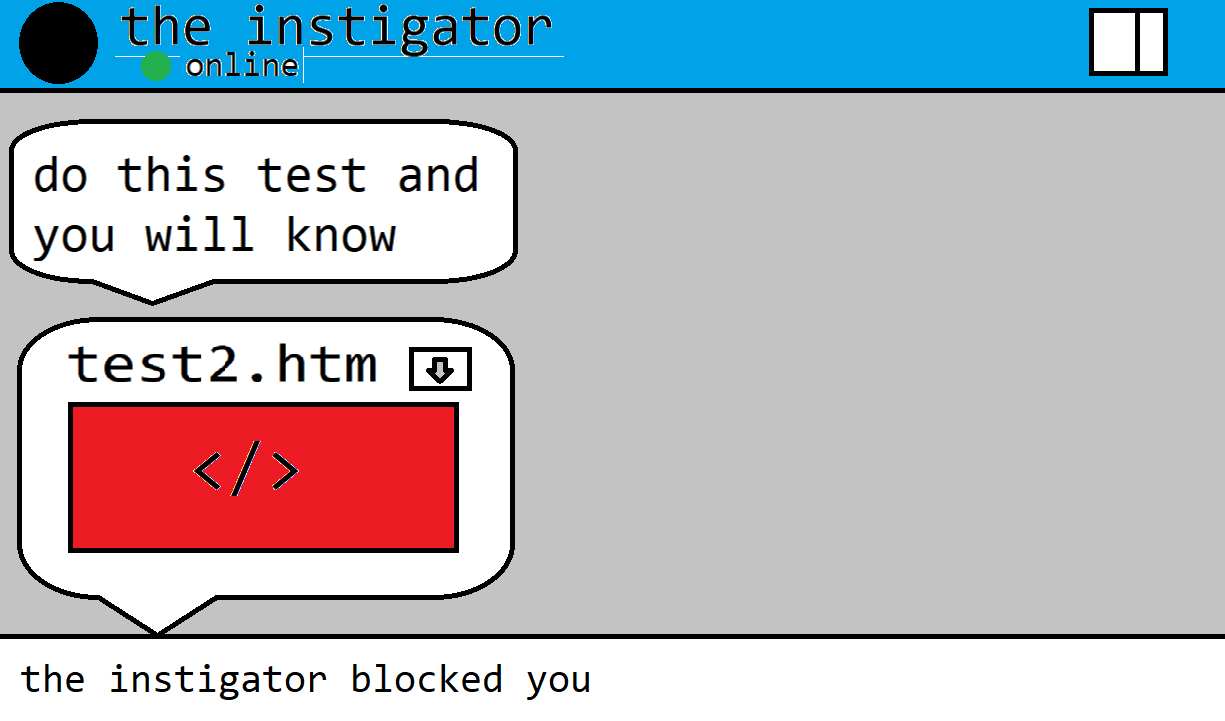 the instigator
online
do this test and
you will know
test2.htm
</>
the instigator blocked you